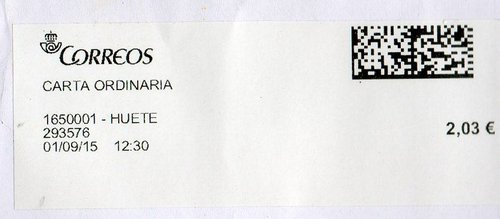 CORREOS
CARTA ORDINARIA
1650001 - HUETE
293576
01/09/15 12:30
2,03 €